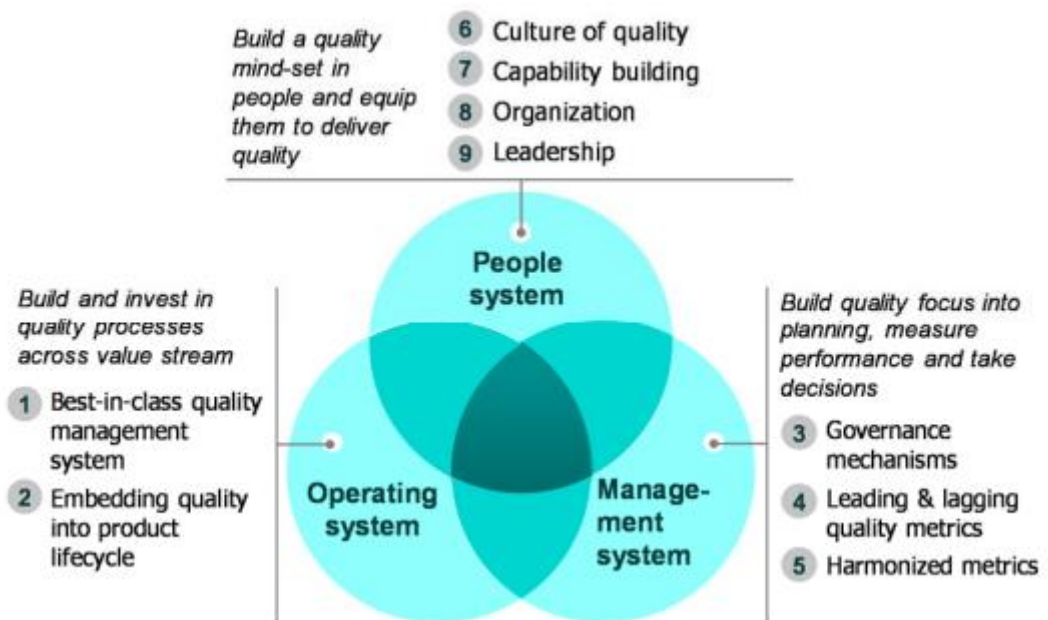 Build a quality
mind-set in
people and equip
them to deliver
quality
6 Culture of quality
7 Capability building
8 Organization
9 Leadership
People
system
Build and invest in
quality processes
across value stream
1 Best-in-class quality
management
system
2 Embedding quality
into product
lifecycle
Operating
system
Manage-
ment
system
Build quality focus into
planning, measure
performance and take
decisions
3 Governance
mechanisms
4 Leading & lagging
quality metrics
5 Harmonized metrics